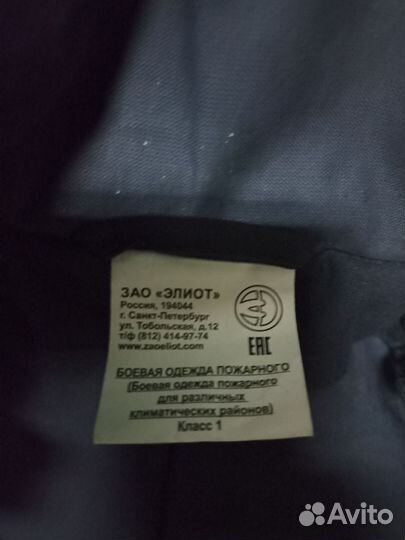 ЗАО «ЭЛИОТ»
Россия, 194044
г. Санкт-Петербург
ул. Тобольская, д.12
т/ф (812) 414-97-74
www.zaoeliot.com
EAC
БОЕВАЯ ОДЕЖДА ПОЖАРНОГО
(Боевая одежда пожарного
для различных
климатических районов)
Класс 1
Avito